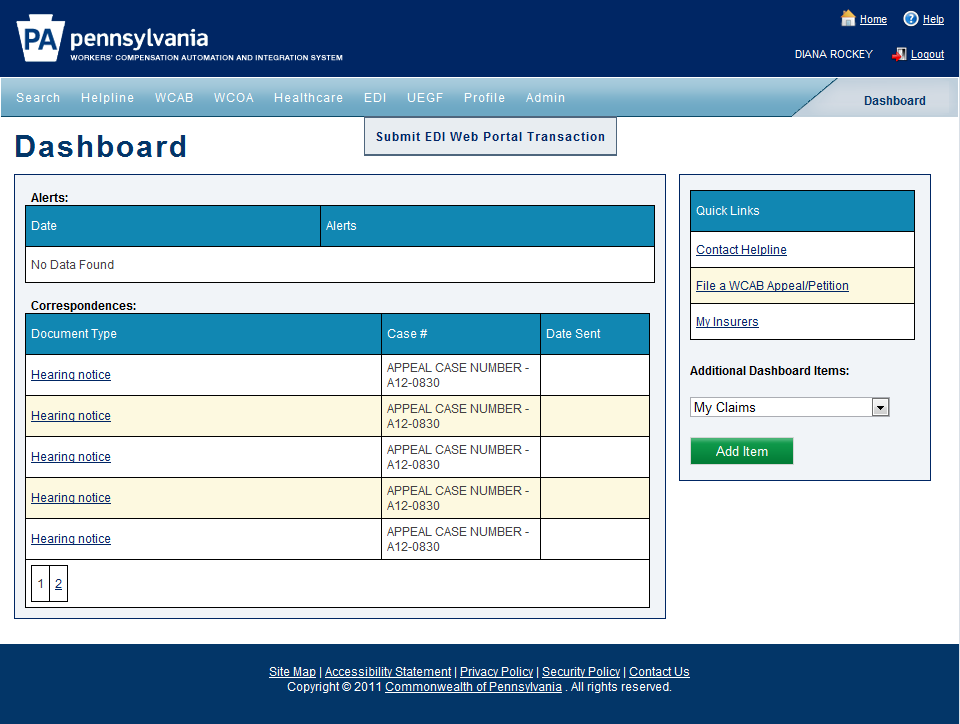 PA pennsylvania
WORKERS' COMPENSATION AUTOMATION AND INTEGRATION SYSTEM
Home Help
DIANA ROCKEY Logout
Search Helpline WCAB WCOA Healthcare EDI UEGF Profile Admin Dashboard
Submit EDI Web Portal Transaction
Dashboard
Alerts:
Date Alerts
No Data Found
Correspondences:
Document Type Case # Date Sent
Hearing notice APPEAL CASE NUMBER -
A12-0830
Hearing notice APPEAL CASE NUMBER -
A12-0830
Hearing notice APPEAL CASE NUMBER -
A12-0830
Hearing notice APPEAL CASE NUMBER -
A12-0830
Hearing notice APPEAL CASE NUMBER -
A12-0830
1 2
Quick Links
Contact Helpline
File a WCAB Appeal/Petition
My Insurers
Additional Dashboard Items:
My Claims
Add Item
Site Map | Accessibility Statement | Privacy Policy | Security Policy | Contact Us
Copyright © 2011 Commonwealth of Pennsylvania . All rights reserved.